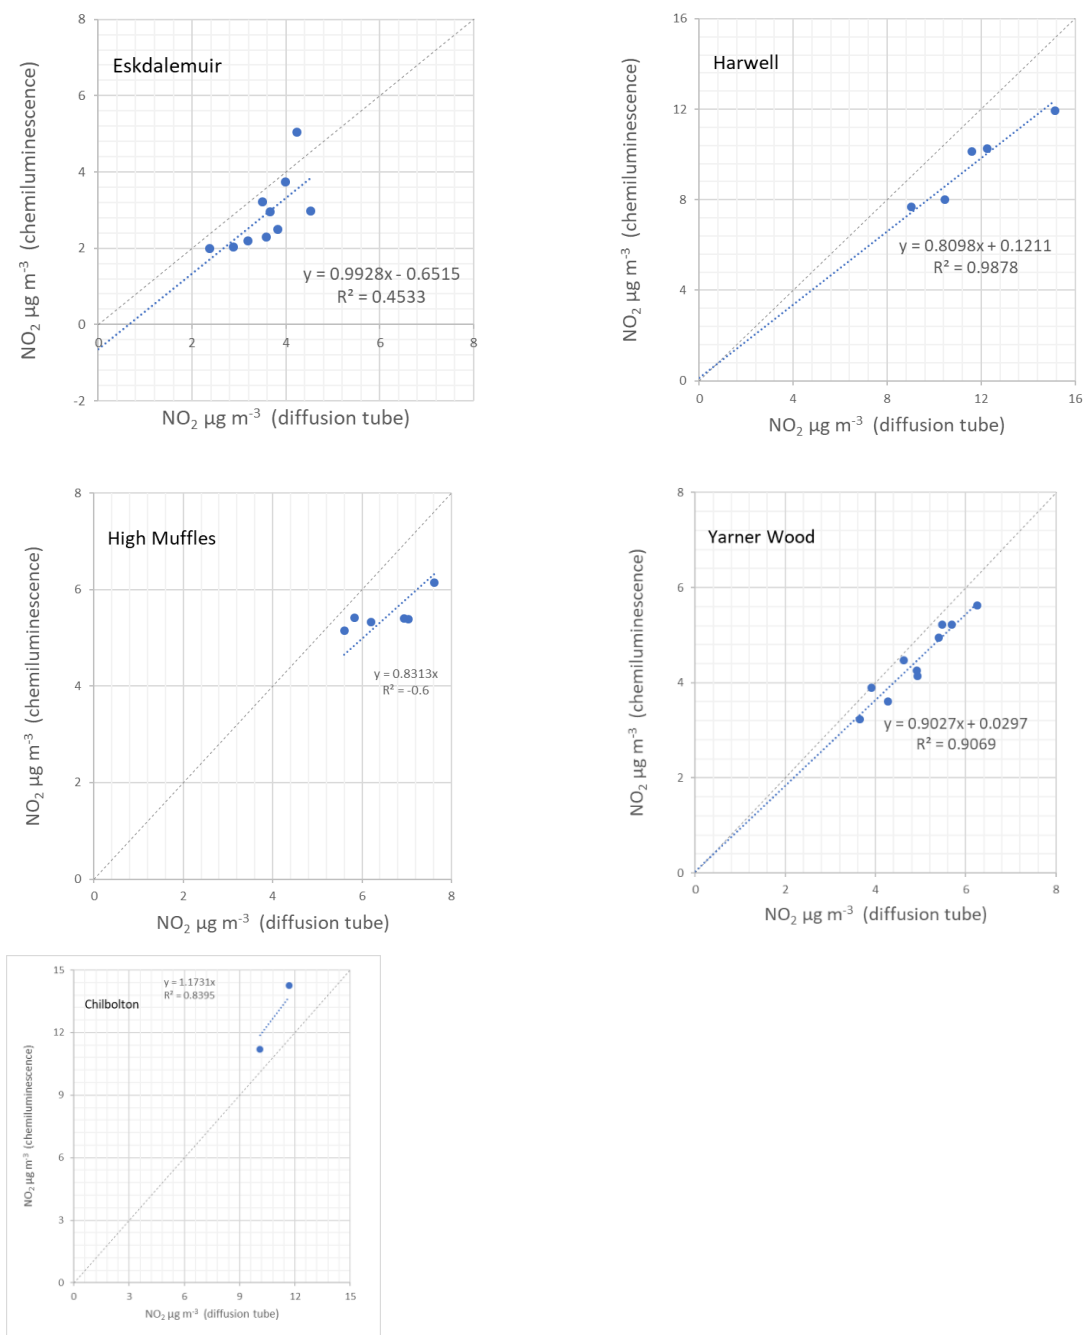 Eskdalemuir
NO₂ µg m⁻³ (chemiluminescence)
8
6
4
2
0
-2
0
2
4
6
8
y = 0.9928x - 0.6515
R² = 0.4533
NO₂ µg m⁻³ (diffusion tube)
Harwell
NO₂ µg m⁻³ (chemiluminescence)
16
12
8
4
0
0
4
8
12
16
y = 0.8098x + 0.1211
R² = 0.9878
NO₂ µg m⁻³ (diffusion tube)
High Muffles
NO₂ µg m⁻³ (chemiluminescence)
8
6
4
2
0
0
2
4
6
8
y = 0.8313x
R² = -0.6
NO₂ µg m⁻³ (diffusion tube)
Yarner Wood
NO₂ µg m⁻³ (chemiluminescence)
8
6
4
2
0
0
2
4
6
8
y = 0.9027x + 0.0297
R² = 0.9069
NO₂ µg m⁻³ (diffusion tube)
Chilbolton
NO₂ µg m⁻³ (chemiluminescence)
15
12
9
6
3
0
0
3
6
9
12
15
y = 1.1731x
R² = 0.8395
NO₂ µg m⁻³ (diffusion tube)